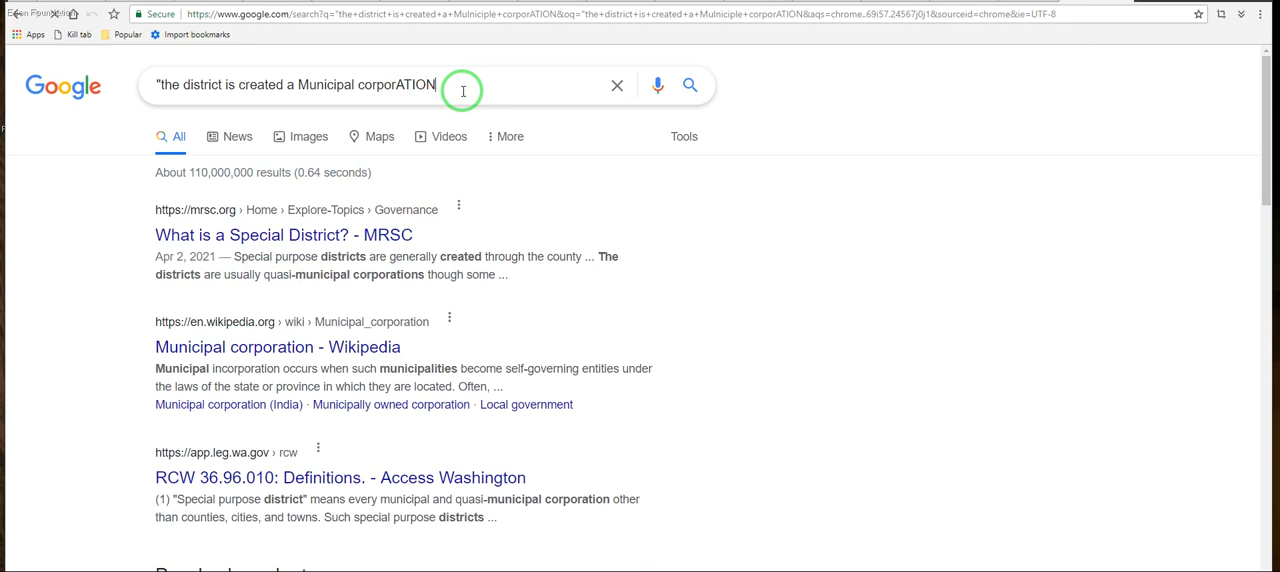 Secure https://www.google.com/search?q="the+district+is+created+a+Mulniciple+corporATION&oq="the+district+is+created+a+Mulniciple+corporATION&aqs=chrome..69i57.24567j0j1&sourceid=chrome&ie=UTF-8
Apps Kill tab Popular Import bookmarks
Google
"the district is created a Municipal corporATION
All News Images Maps Videos More Tools
About 110,000,000 results (0.64 seconds)
https://mrsc.org › Home › Explore-Topics › Governance
What is a Special District? - MRSC
Apr 2, 2021 — Special purpose districts are generally created through the county ... The
districts are usually quasi-municipal corporations though some ...
https://en.wikipedia.org › wiki › Municipal_corporation
Municipal corporation - Wikipedia
Municipal incorporation occurs when such municipalities become self-governing entities under
the laws of the state or province in which they are located. Often, ...
Municipal corporation (India) · Municipally owned corporation · Local government
https://app.leg.wa.gov › rcw
RCW 36.96.010: Definitions. - Access Washington
(1) "Special purpose district" means every municipal and quasi-municipal corporation other
than counties, cities, and towns. Such special purpose districts ...